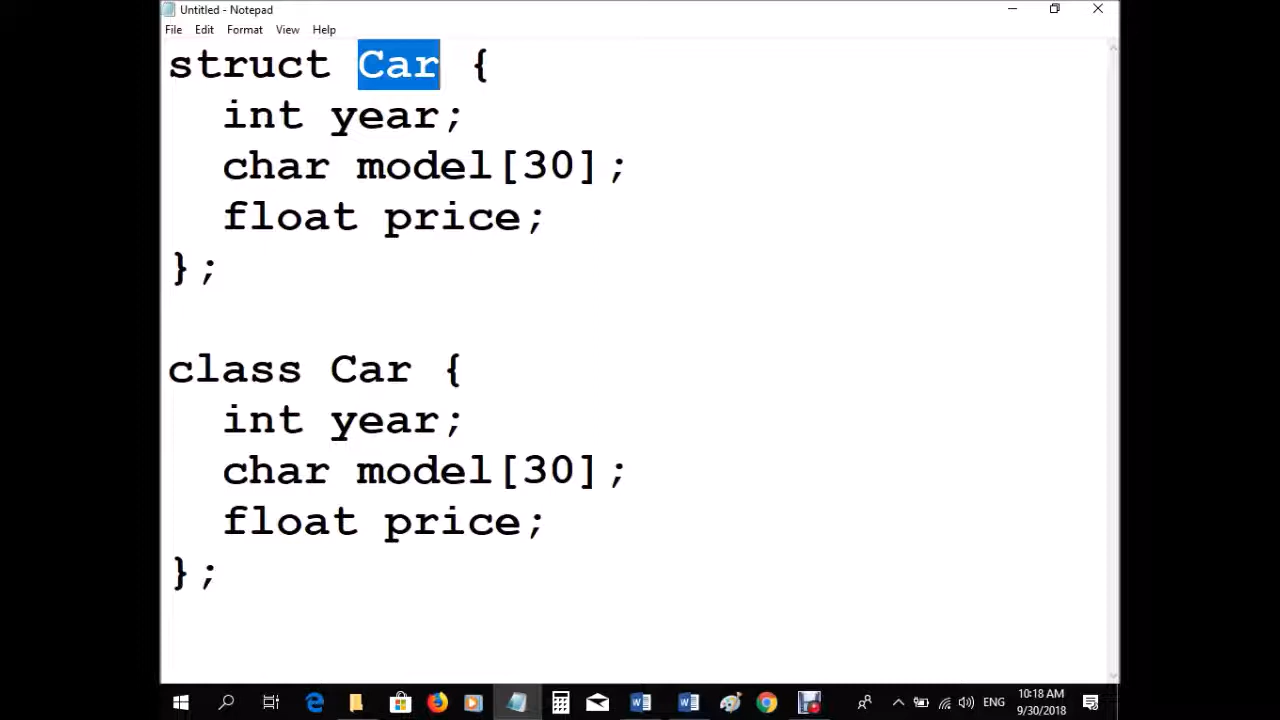 Untitled - Notepad
File Edit Format View Help
struct Car {
int year;
char model[30];
float price;
};
class Car {
int year;
char model[30];
float price;
};
ENG
10:18 AM
9/30/2018